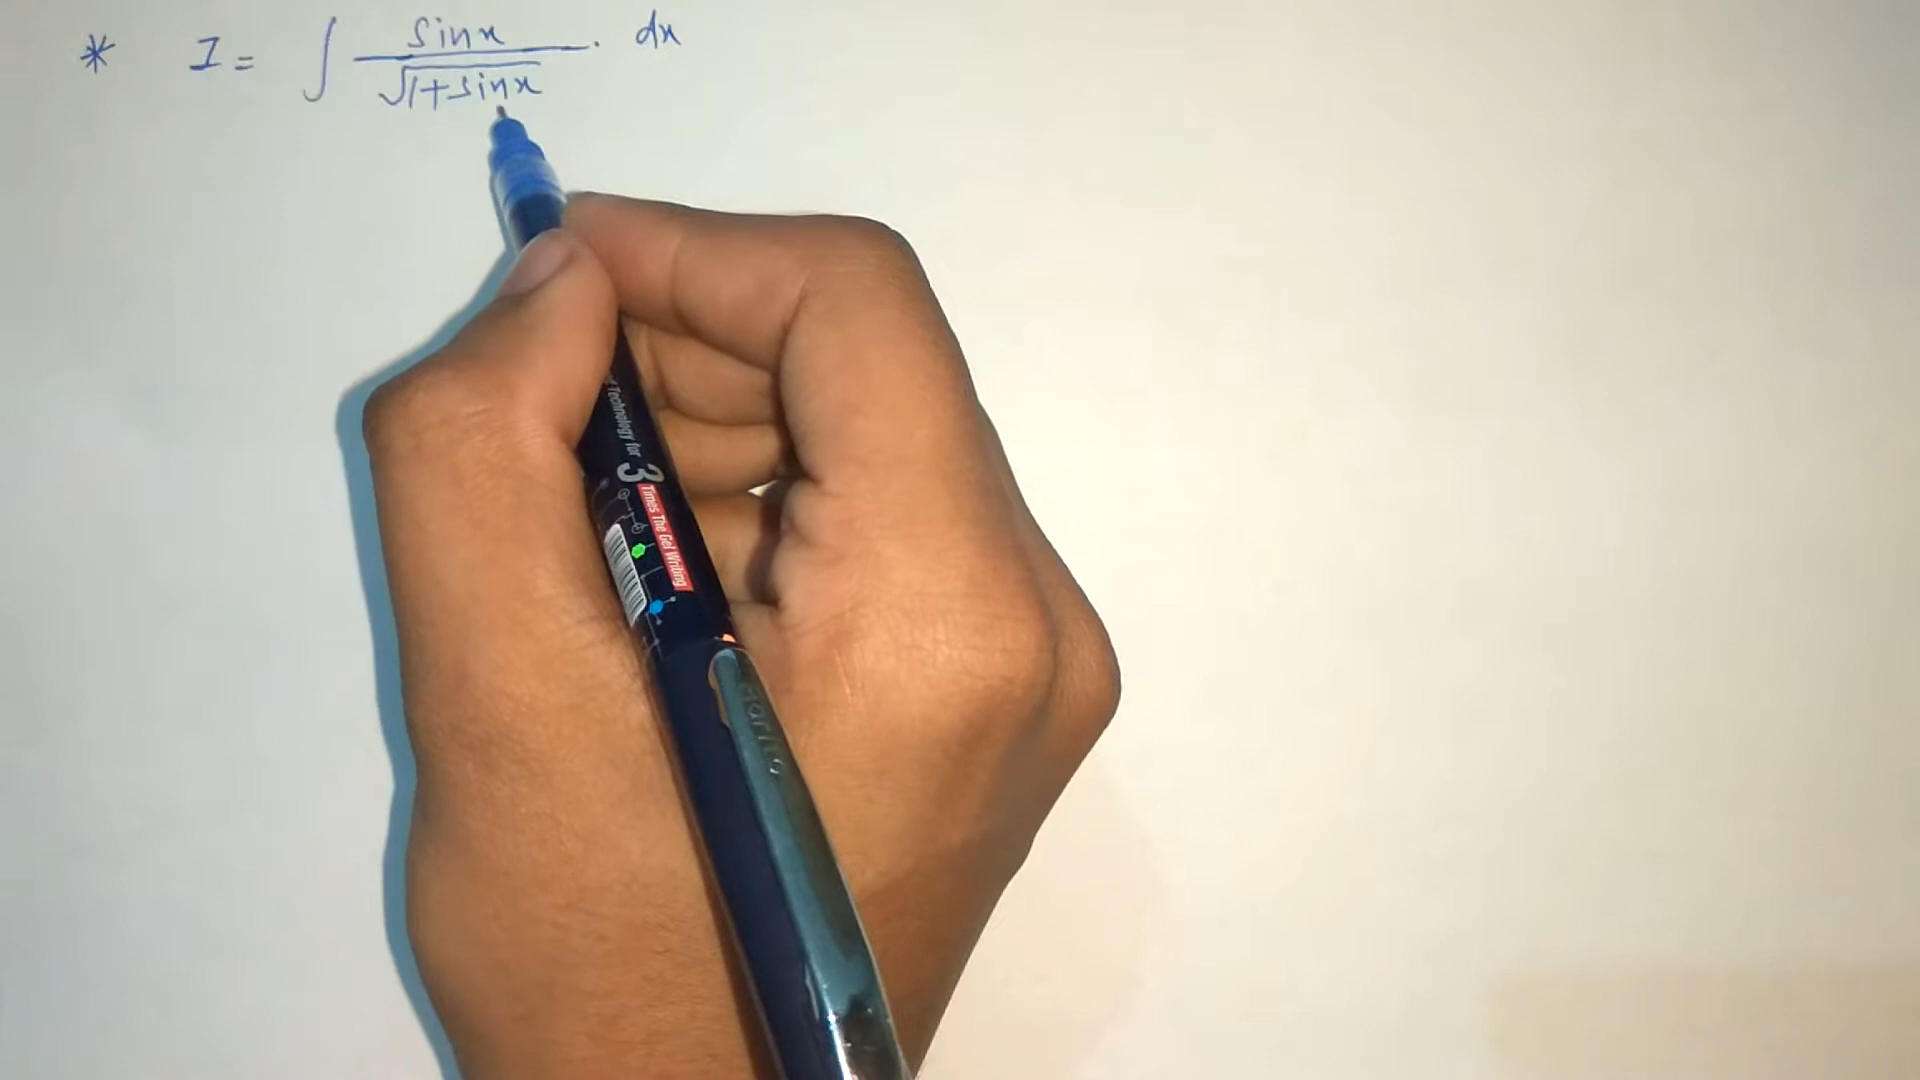 * I = ∫ sinx / √1+sinx . dx
Technology for
3 Times The Gel Writing